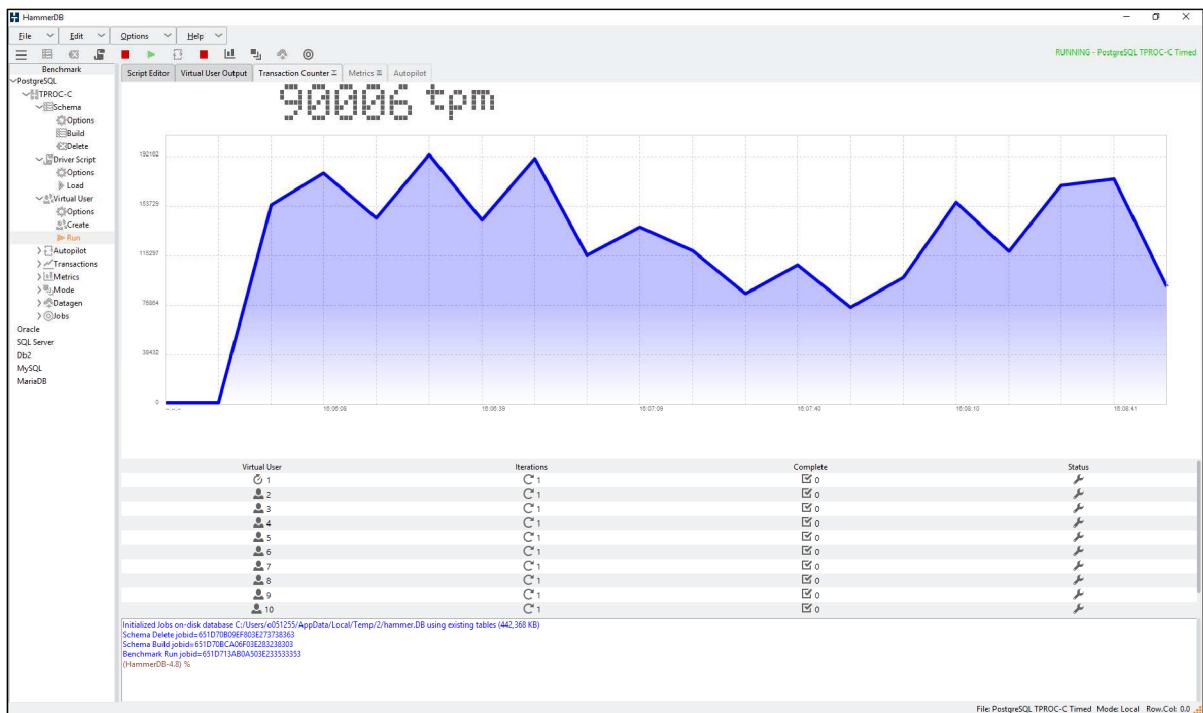 HammerDB
File Edit Options Help
RUNNING - PostgreSQL TPROC-C Timed
Benchmark
PostgreSQL
TPROC-C
Schema
Options
Build
Delete
Driver Script
Options
Load
Virtual User
Options
Create
Run
Autopilot
Transactions
Metrics
Mode
Datagen
Jobs
Oracle
SQL Server
Db2
MySQL
MariaDB
Script Editor Virtual User Output Transaction Counter Metrics Autopilot
90006 tpm
192162
153729
115297
76864
38432
0
--:--:-- 16:06:08 16:06:39 16:07:09 16:07:40 16:08:10 16:08:41
Virtual User Iterations Complete Status
1 1 0
2 1 0
3 1 0
4 1 0
5 1 0
6 1 0
7 1 0
8 1 0
9 1 0
10 1 0
Initialized Jobs on-disk database C:/Users/o051255/AppData/Local/Temp/2/hammer.DB using existing tables (442,368 KB)
Schema Delete jobid=651D70B09EF803E273738363
Schema Build jobid=651D70BCA06F03E283238303
Benchmark Run jobid=651D713AB0A503E233533353
(HammerDB-4.8) %
File: PostgreSQL TPROC-C Timed Mode: Local Row.Col: 0.0